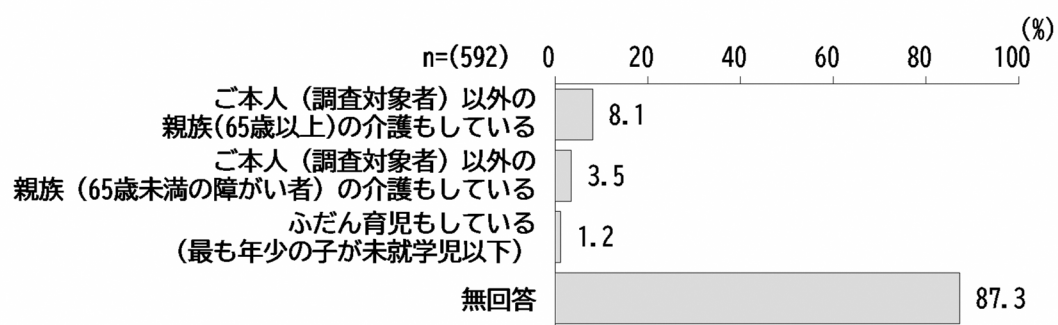 (%)
n=(592) 0 20 40 60 80 100
ご本人（調査対象者）以外の
親族(65歳以上)の介護もしている
8.1
ご本人（調査対象者）以外の
親族（65歳未満の障がい者）の介護もしている
3.5
ふだん育児もしている
（最も年少の子が未就学児以下）
1.2
無回答 87.3